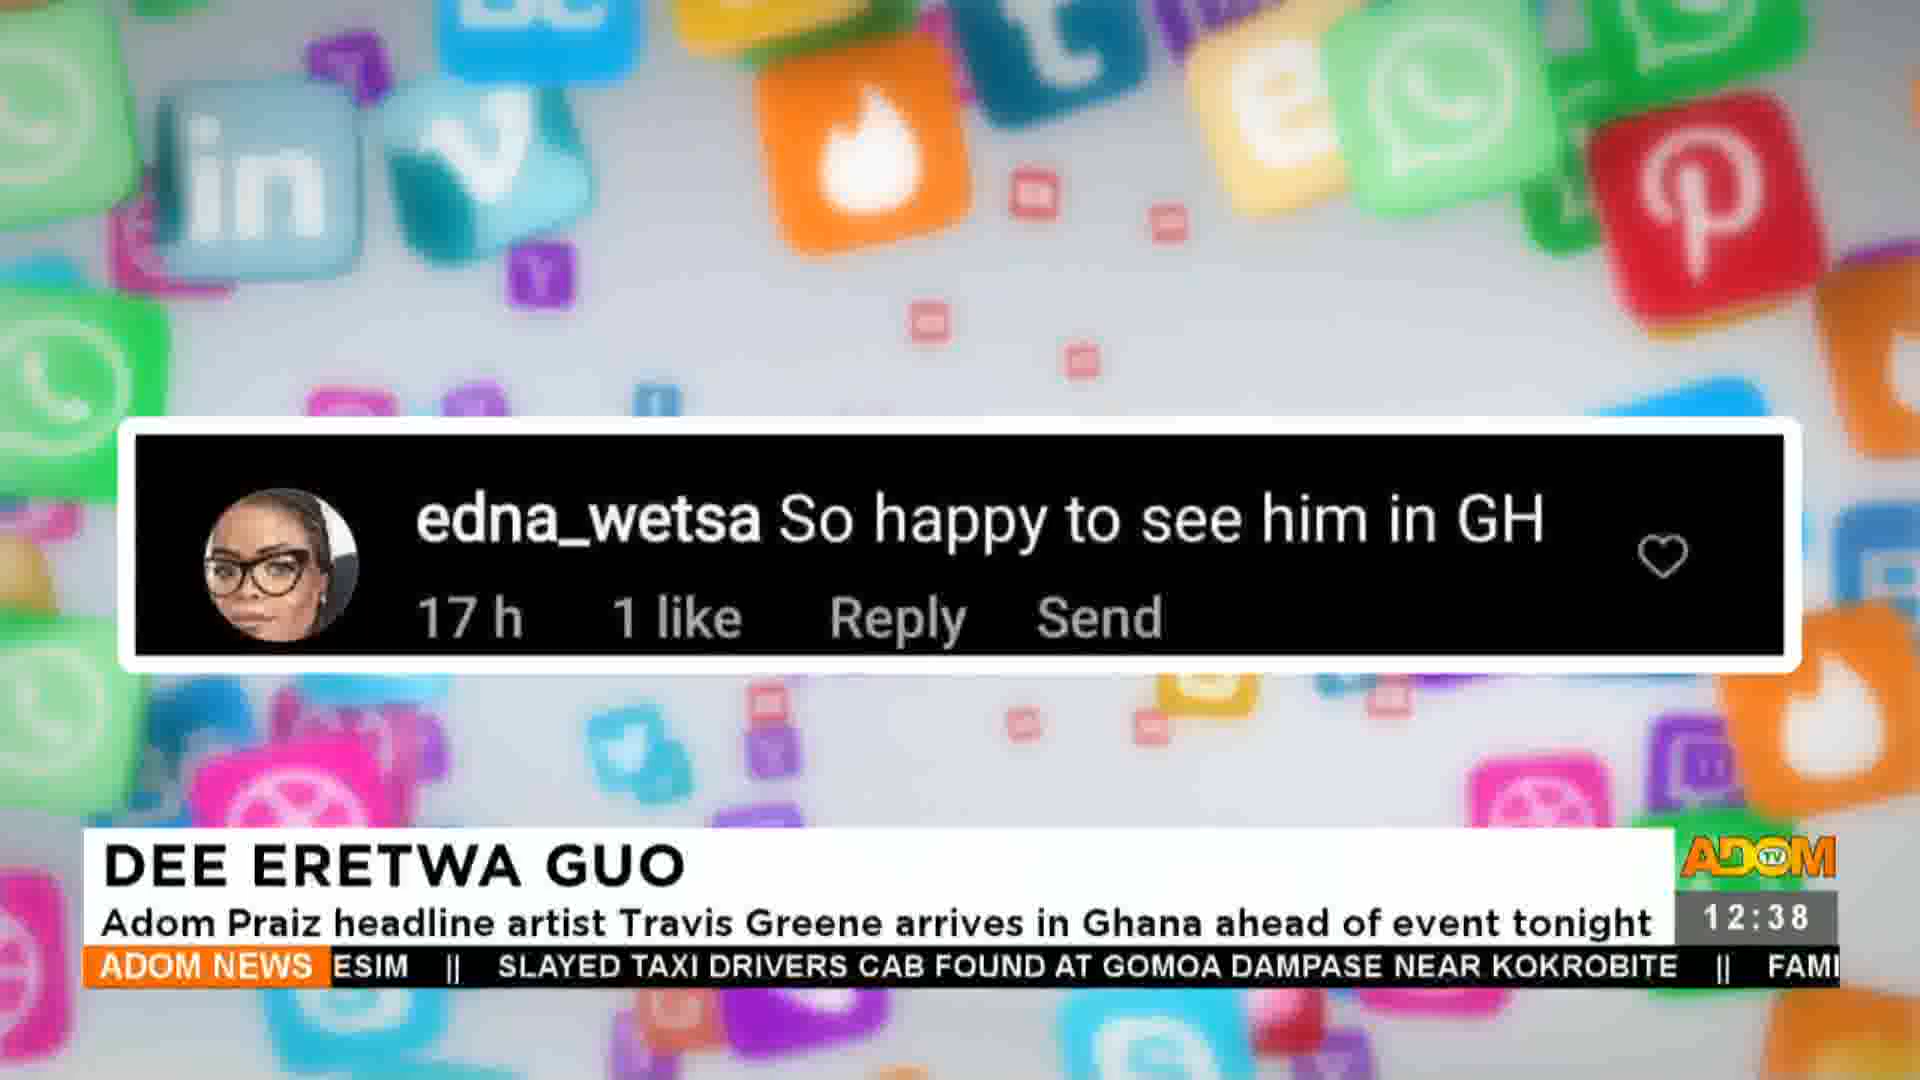 edna_wetsa So happy to see him in GH
17 h 1 like Reply Send
DEE ERETWA GUO
Adom Praiz headline artist Travis Greene arrives in Ghana ahead of event tonight
ADOM TV
12:38
ADOM NEWS ESIM || SLAYED TAXI DRIVERS CAB FOUND AT GOMOA DAMPASE NEAR KOKROBITE || FAMI